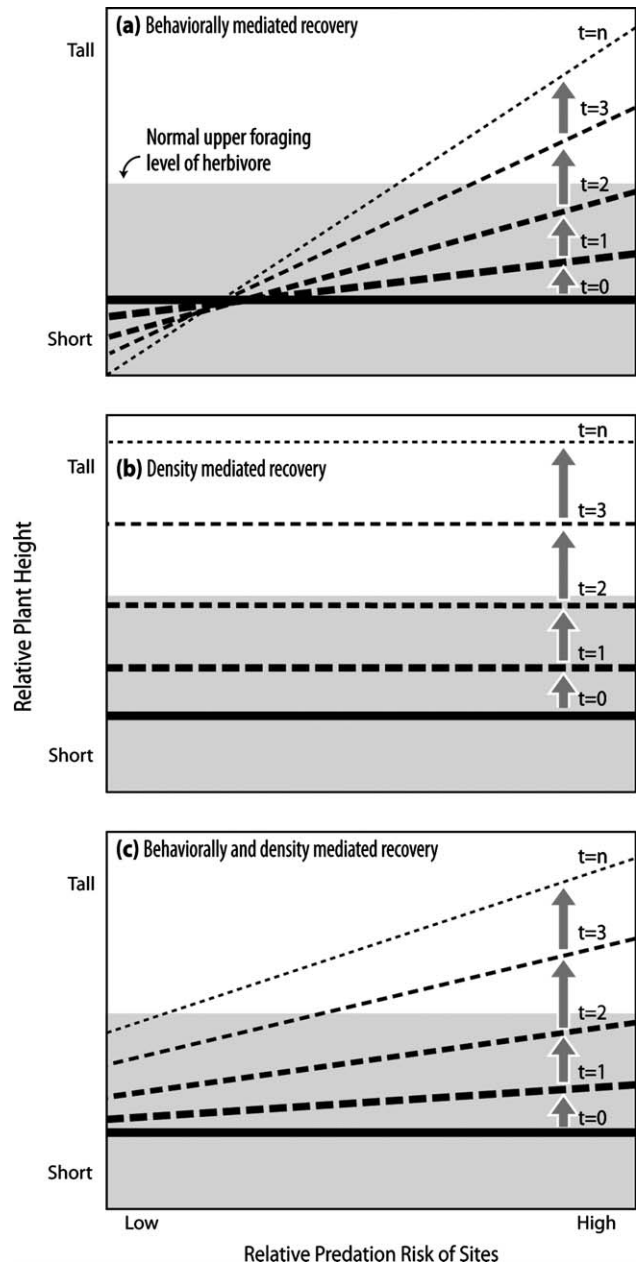 (a) Behaviorally mediated recovery
Tall
t=n
t=3
Normal upper foraging
level of herbivore
t=2
t=1
t=0
Short
(b) Density mediated recovery
Tall
t=n
t=3
t=2
t=1
t=0
Short
Relative Plant Height
(c) Behaviorally and density mediated recovery
Tall
t=n
t=3
t=2
t=1
t=0
Short
Low
High
Relative Predation Risk of Sites